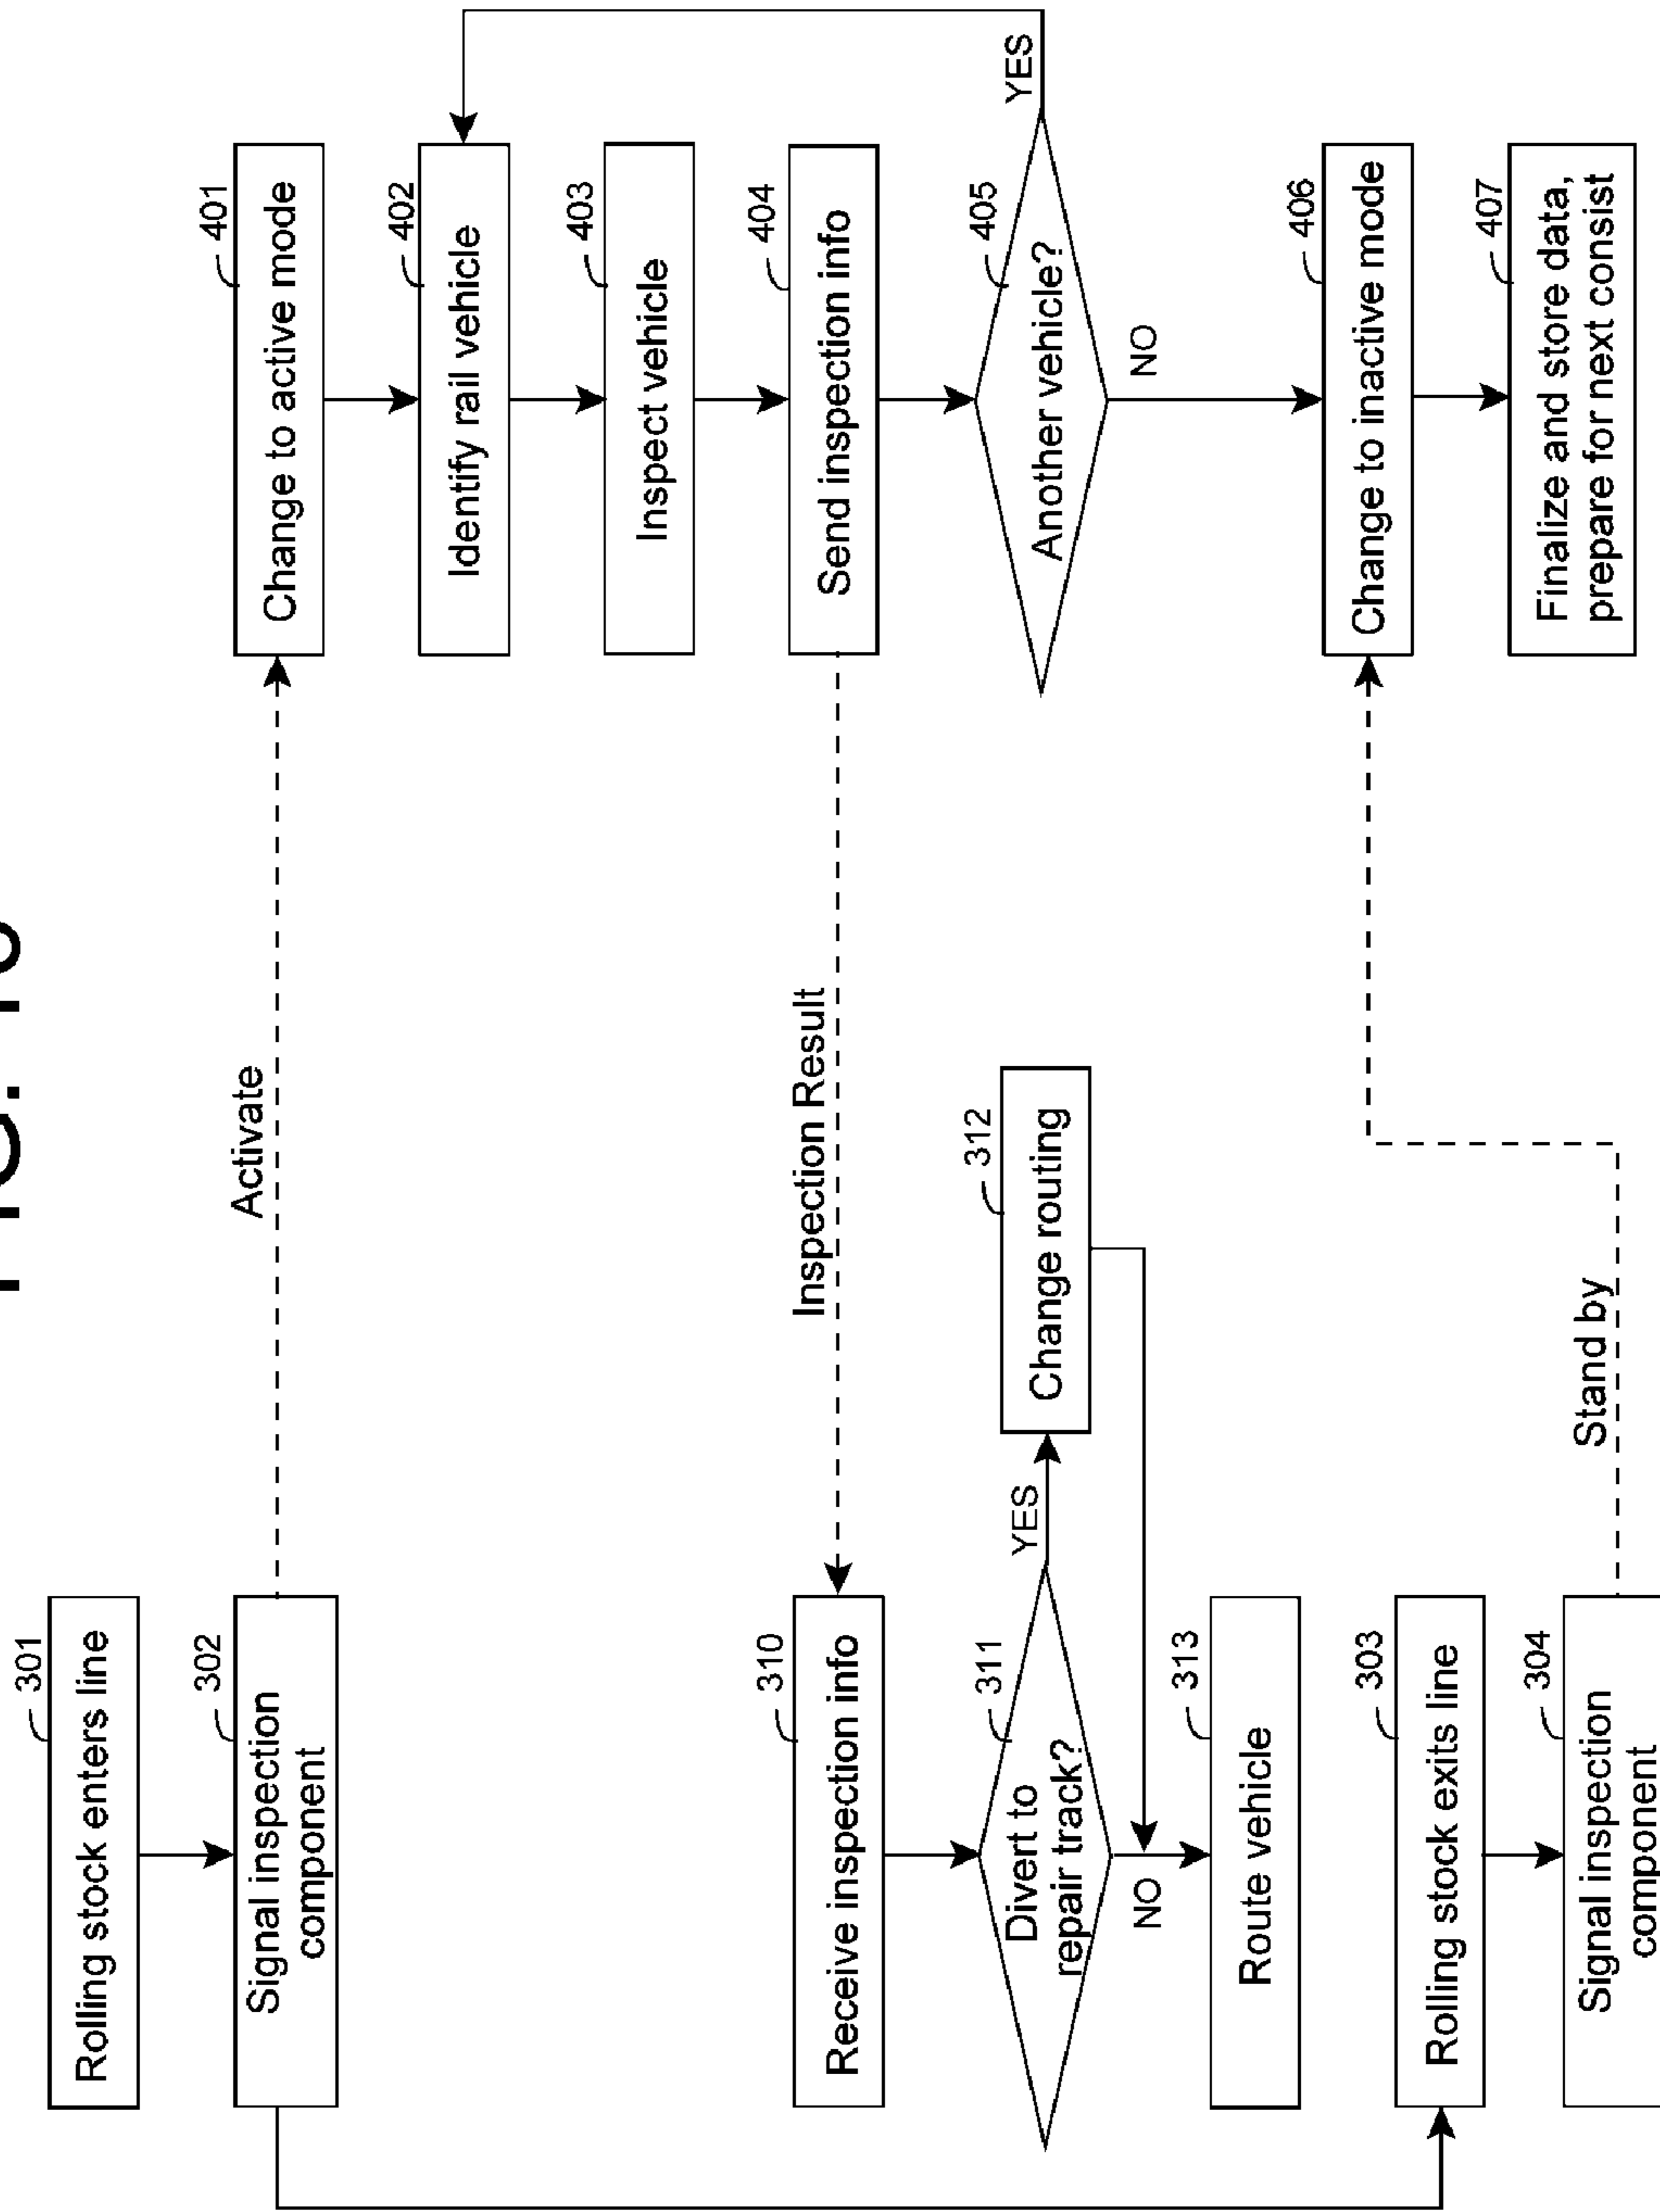 301
Rolling stock enters line
302
Signal inspection
component
Activate
401
Change to active mode
402
Identify rail vehicle
403
Inspect vehicle
404
Send inspection info
Inspection Result
310
Receive inspection info
311
Divert to
repair track?
YES
312
Change routing
NO
313
Route vehicle
405
Another vehicle?
YES
NO
303
Rolling stock exits line
304
Signal inspection
component
Stand by
406
Change to inactive mode
407
Finalize and store data,
prepare for next consist